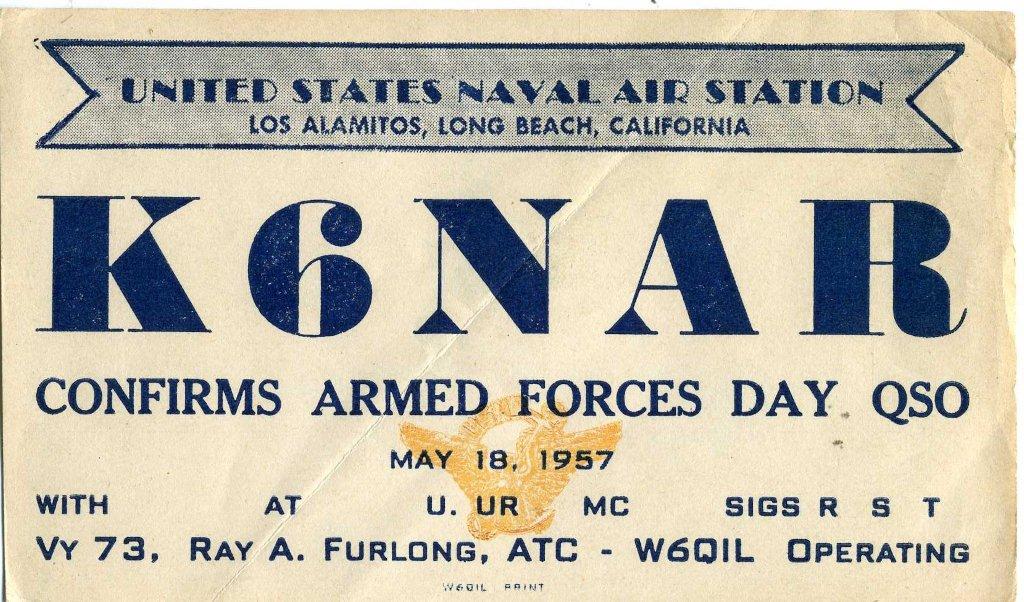 UNITED STATES NAVAL AIR STATION
LOS ALAMITOS, LONG BEACH, CALIFORNIA
K6NAR
CONFIRMS ARMED FORCES DAY QSO
MAY 18, 1957
WITH AT U. UR MC SIGS R S T
VY 73, RAY A. FURLONG, ATC - W6QIL OPERATING
W6QIL PRINT